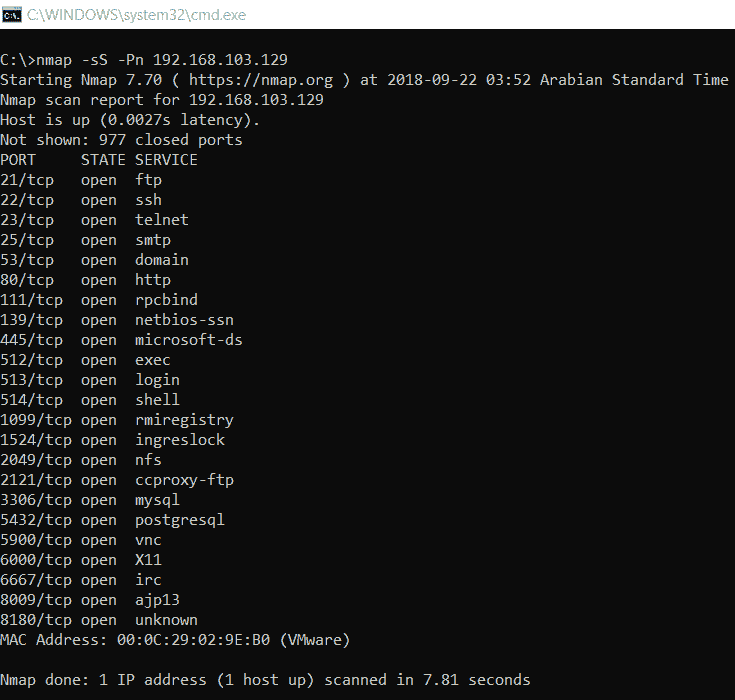 C:\WINDOWS\system32\cmd.exe
C:\>nmap -sS -Pn 192.168.103.129
Starting Nmap 7.70 ( https://nmap.org ) at 2018-09-22 03:52 Arabian Standard Time
Nmap scan report for 192.168.103.129
Host is up (0.0027s latency).
Not shown: 977 closed ports
PORT     STATE SERVICE
21/tcp   open  ftp
22/tcp   open  ssh
23/tcp   open  telnet
25/tcp   open  smtp
53/tcp   open  domain
80/tcp   open  http
111/tcp  open  rpcbind
139/tcp  open  netbios-ssn
445/tcp  open  microsoft-ds
512/tcp  open  exec
513/tcp  open  login
514/tcp  open  shell
1099/tcp open  rmiregistry
1524/tcp open  ingreslock
2049/tcp open  nfs
2121/tcp open  ccproxy-ftp
3306/tcp open  mysql
5432/tcp open  postgresql
5900/tcp open  vnc
6000/tcp open  X11
6667/tcp open  irc
8009/tcp open  ajp13
8180/tcp open  unknown
MAC Address: 00:0C:29:02:9E:B0 (VMware)
Nmap done: 1 IP address (1 host up) scanned in 7.81 seconds